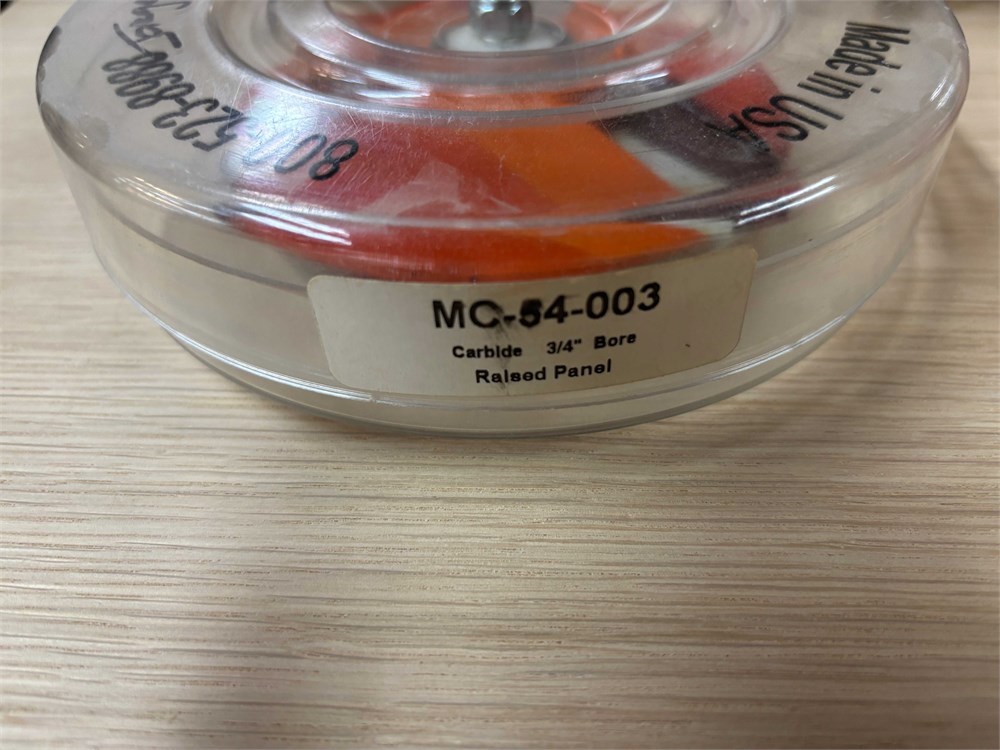 800-523-8988
Made in USA
MC-54-003
Carbide 3/4" Bore
Raised Panel